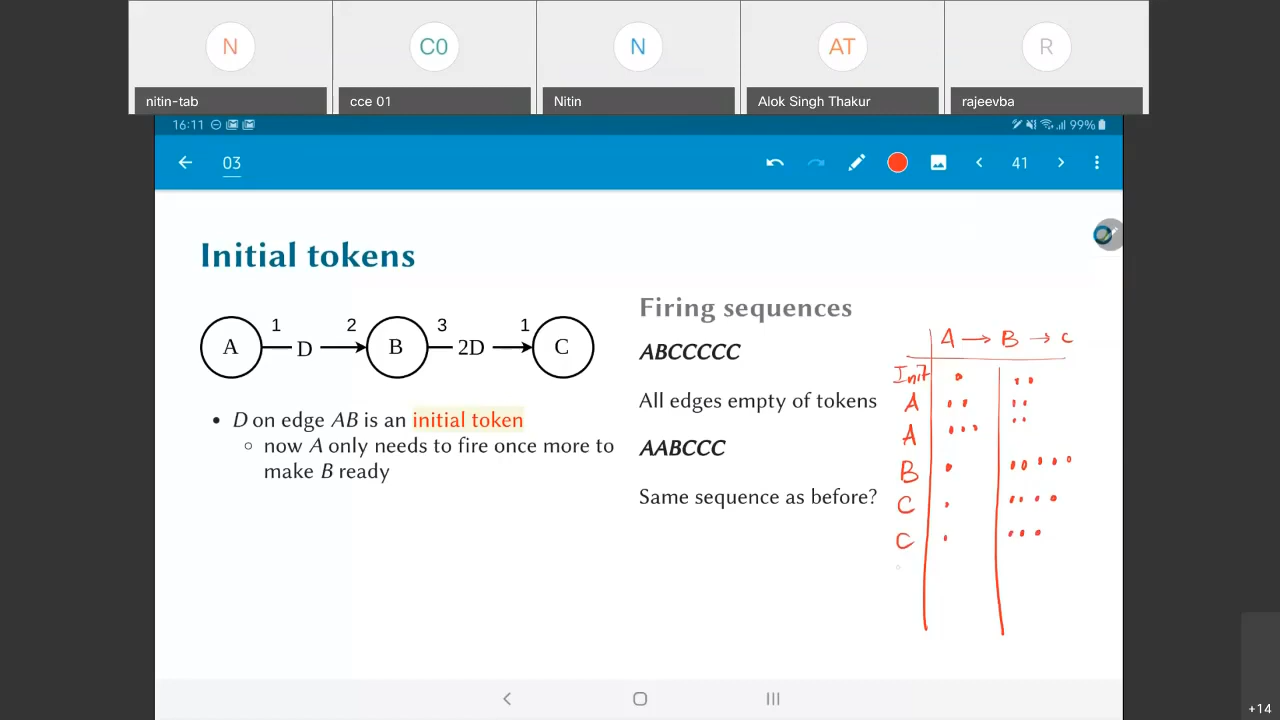 N
C0
N
AT
R
nitin-tab
cce 01
Nitin
Alok Singh Thakur
rajeevba
16:11
99%
03
41
Initial tokens
A 1 D 2 B 3 2D 1 C
• D on edge AB is an initial token
◦ now A only needs to fire once more to
make B ready
Firing sequences
ABCCCCC
All edges empty of tokens
AABCCC
Same sequence as before?
A → B → C
Init
A
A
B
C
C
+14